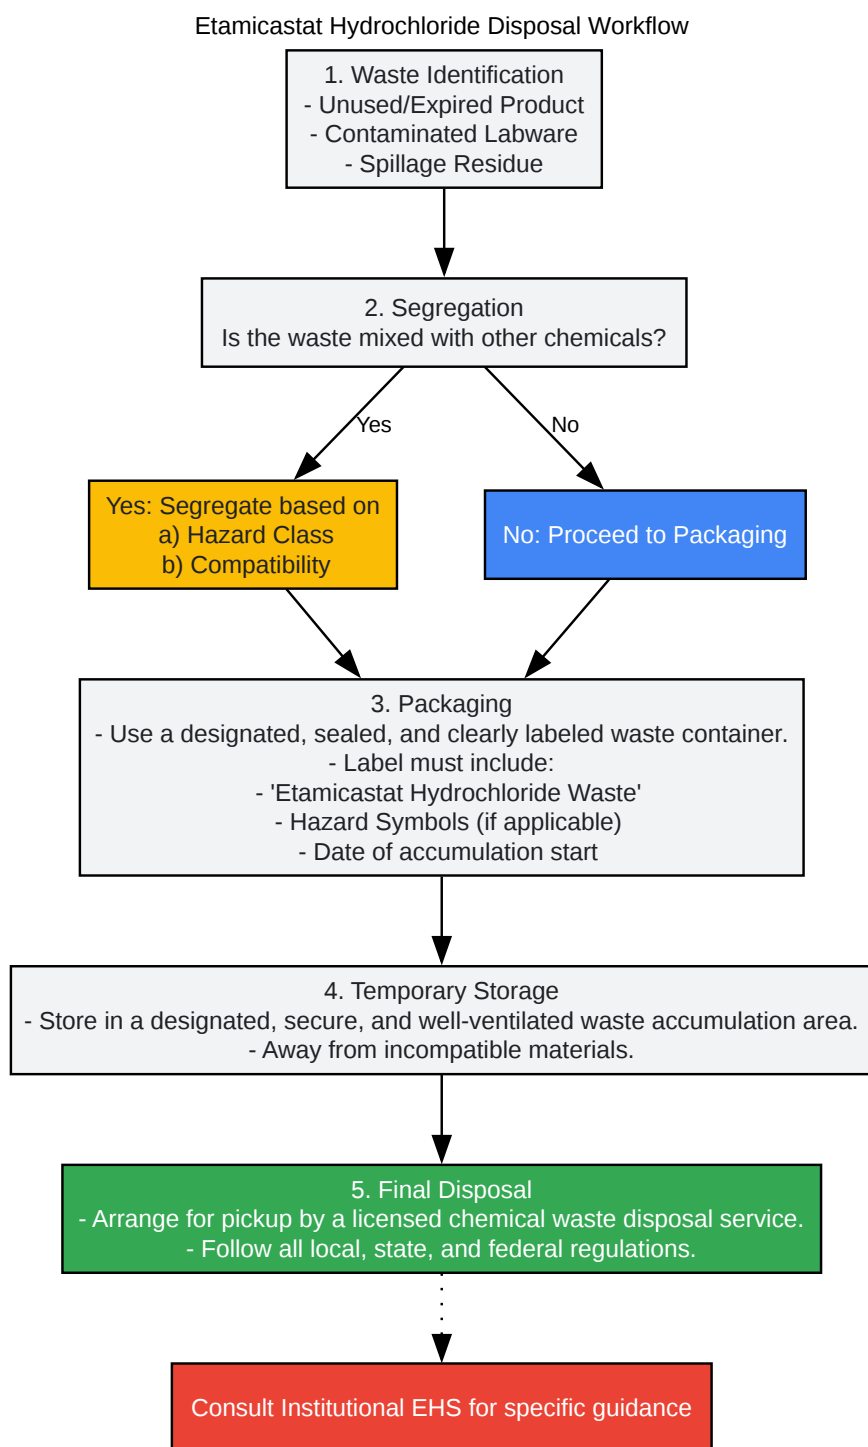 Etamicastat Hydrochloride Disposal Workflow
1. Waste Identification
- Unused/Expired Product
- Contaminated Labware
- Spillage Residue
2. Segregation
Is the waste mixed with other chemicals?
Yes
No
Yes: Segregate based on
a) Hazard Class
b) Compatibility
No: Proceed to Packaging
3. Packaging
- Use a designated, sealed, and clearly labeled waste container.
- Label must include:
- 'Etamicastat Hydrochloride Waste'
- Hazard Symbols (if applicable)
- Date of accumulation start
4. Temporary Storage
- Store in a designated, secure, and well-ventilated waste accumulation area.
- Away from incompatible materials.
5. Final Disposal
- Arrange for pickup by a licensed chemical waste disposal service.
- Follow all local, state, and federal regulations.
Consult Institutional EHS for specific guidance